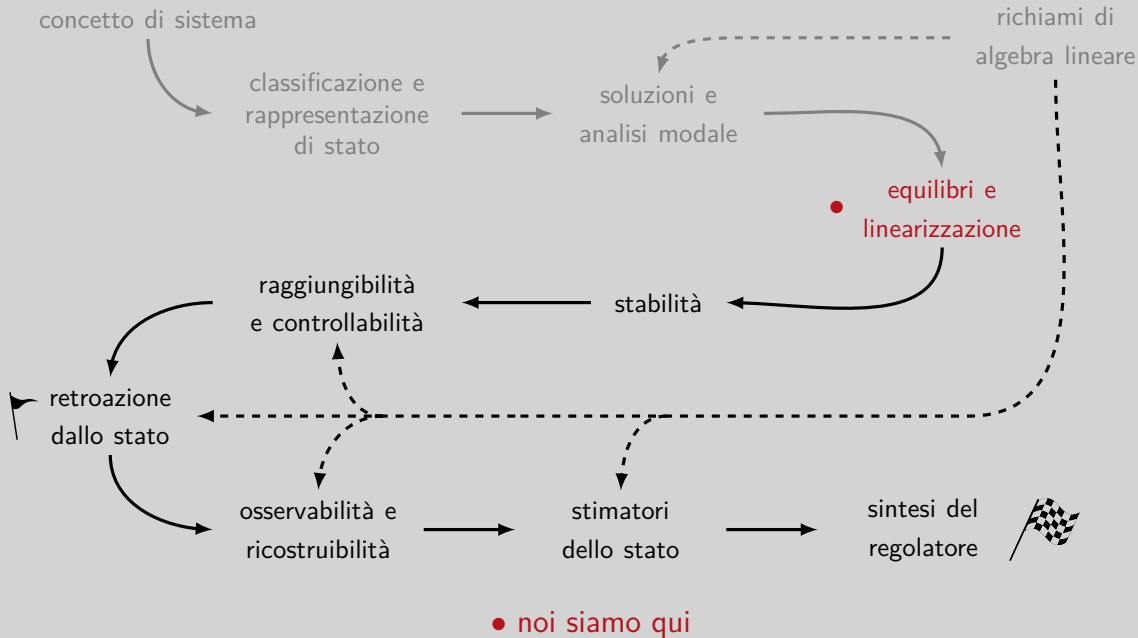 concetto di sistema
richiami di
algebra lineare
classificazione e
rappresentazione
di stato
soluzioni e
analisi modale
equilibri e
linearizzazione
raggiungibilità
e controllabilità
stabilità
retroazione
dallo stato
osservabilità e
ricostruibilità
stimatori
dello stato
sintesi del
regolatore
• noi siamo qui